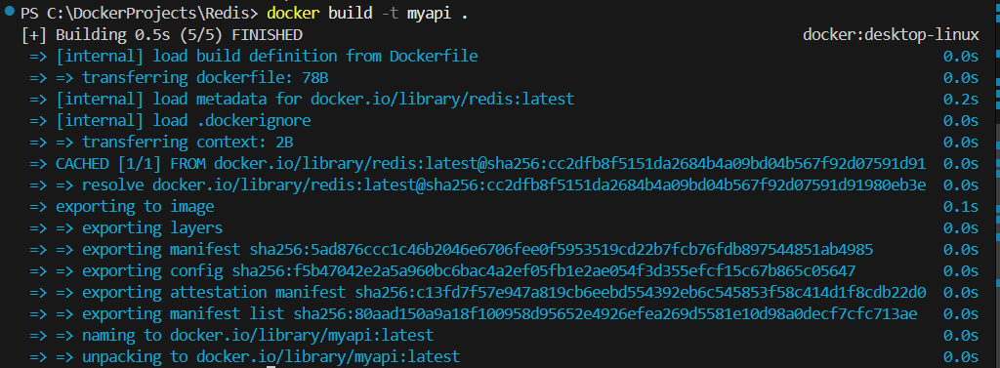 PS C:\DockerProjects\Redis> docker build -t myapi .
[+] Building 0.5s (5/5) FINISHED docker:desktop-linux
=> [internal] load build definition from Dockerfile 0.0s
=> => transferring dockerfile: 78B 0.0s
=> [internal] load metadata for docker.io/library/redis:latest 0.2s
=> [internal] load .dockerignore 0.0s
=> => transferring context: 2B 0.0s
=> CACHED [1/1] FROM docker.io/library/redis:latest@sha256:cc2dfb8f5151da2684b4a09bd04b567f92d07591d91 0.0s
=> => resolve docker.io/library/redis:latest@sha256:cc2dfb8f5151da2684b4a09bd04b567f92d07591d91980eb3e 0.0s
=> exporting to image 0.1s
=> => exporting layers 0.0s
=> => exporting manifest sha256:5ad876ccc1c46b2046e6706fee0f5953519cd22b7fcb76fdb897544851ab4985 0.0s
=> => exporting config sha256:f5b47042e2a5a960bc6bac4a2ef05fb1e2ae054f3d355efcf15c67b865c05647 0.0s
=> => exporting attestation manifest sha256:c13fd7f57e947a819cb6eebd554392eb6c545853f58c414d1f8cdb22d0 0.0s
=> => exporting manifest list sha256:80aad150a9a18f100958d95652e4926efea269d5581e10d98a0decf7cfc713ae 0.0s
=> => naming to docker.io/library/myapi:latest 0.0s
=> => unpacking to docker.io/library/myapi:latest 0.0s